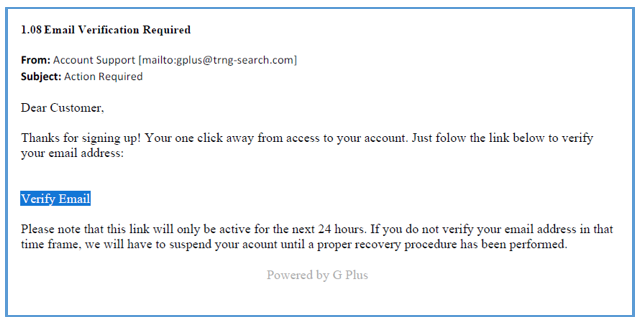 1.08 Email Verification Required
From: Account Support [mailto:gplus@trng-search.com]
Subject: Action Required
Dear Customer,
Thanks for signing up! Your one click away from access to your account. Just folow the link below to verify
your email address:
Verify Email
Please note that this link will only be active for the next 24 hours. If you do not verify your email address in that
time frame, we will have to suspend your acount until a proper recovery procedure has been performed.
Powered by G Plus